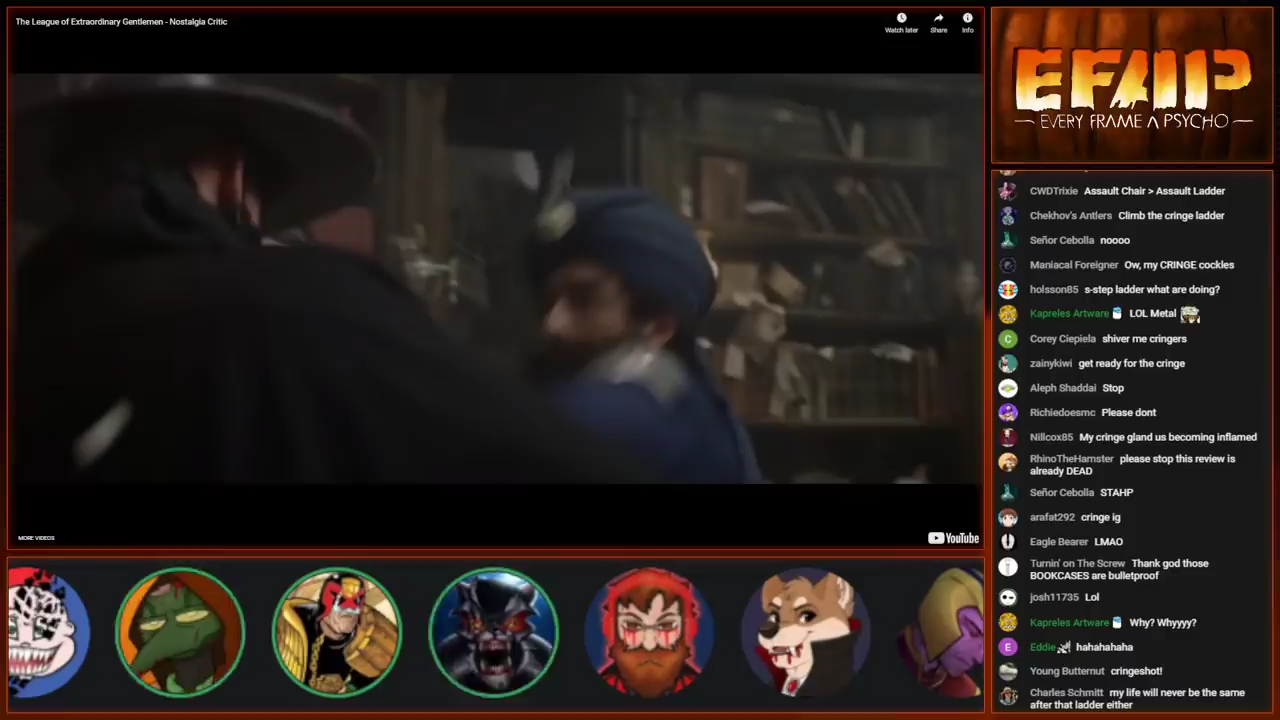 The League of Extraordinary Gentlemen - Nostalgia Critic
Watch later
Share
Info
MORE VIDEOS
YouTube
EFAP
EVERY FRAME A PSYCHO
CWDTrixie Assault Chair > Assault Ladder
Chekhov's Antlers Climb the cringe ladder
Señor Cebolla noooo
Maniacal Foreigner Ow, my CRINGE cockles
holsson85 s-step ladder what are doing?
Kapreles Artware LOL Metal
Corey Ciepiela shiver me cringers
zainykiwi get ready for the cringe
Aleph Shaddai Stop
Richiedoesmc Please dont
Nillcox85 My cringe gland us becoming inflamed
RhinoTheHamster please stop this review is
already DEAD
Señor Cebolla STAHP
arafat292 cringe ig
Eagle Bearer LMAO
Turnin' on The Screw Thank god those
BOOKCASES are bulletproof
josh11735 Lol
Kapreles Artware Why? Whyyyy?
Eddie hahahahaha
Young Butternut cringeshot!
Charles Schmitt my life will never be the same
after that ladder either